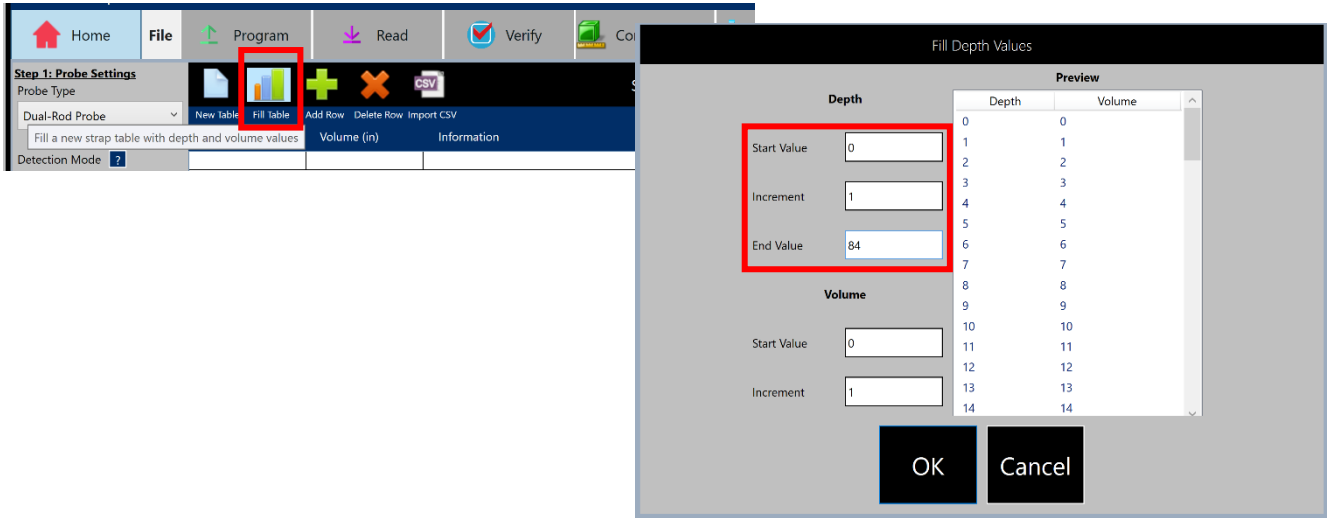 Home
File
Program
Read
Verify
Step 1: Probe Settings
Probe Type
Dual-Rod Probe
New Table
Fill Table
Add Row
Delete Row
Import CSV
CSV
Fill a new strap table with depth and volume values
Volume (in)
Information
Detection Mode ?
Fill Depth Values
Depth
Start Value 0
Increment 1
End Value 84
Volume
Start Value 0
Increment 1
Preview
Depth Volume
0 0
1 1
2 2
3 3
4 4
5 5
6 6
7 7
8 8
9 9
10 10
11 11
12 12
13 13
14 14
OK
Cancel